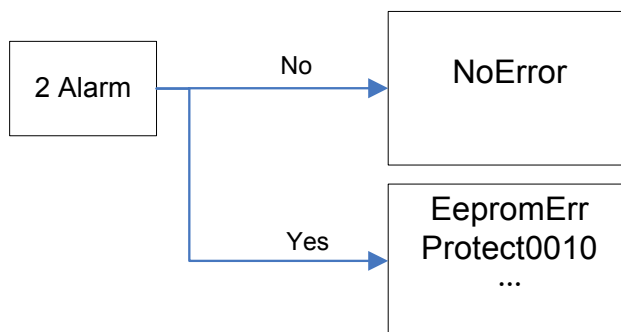 2 Alarm
No
NoError
Yes
EepromErr
Protect0010
...